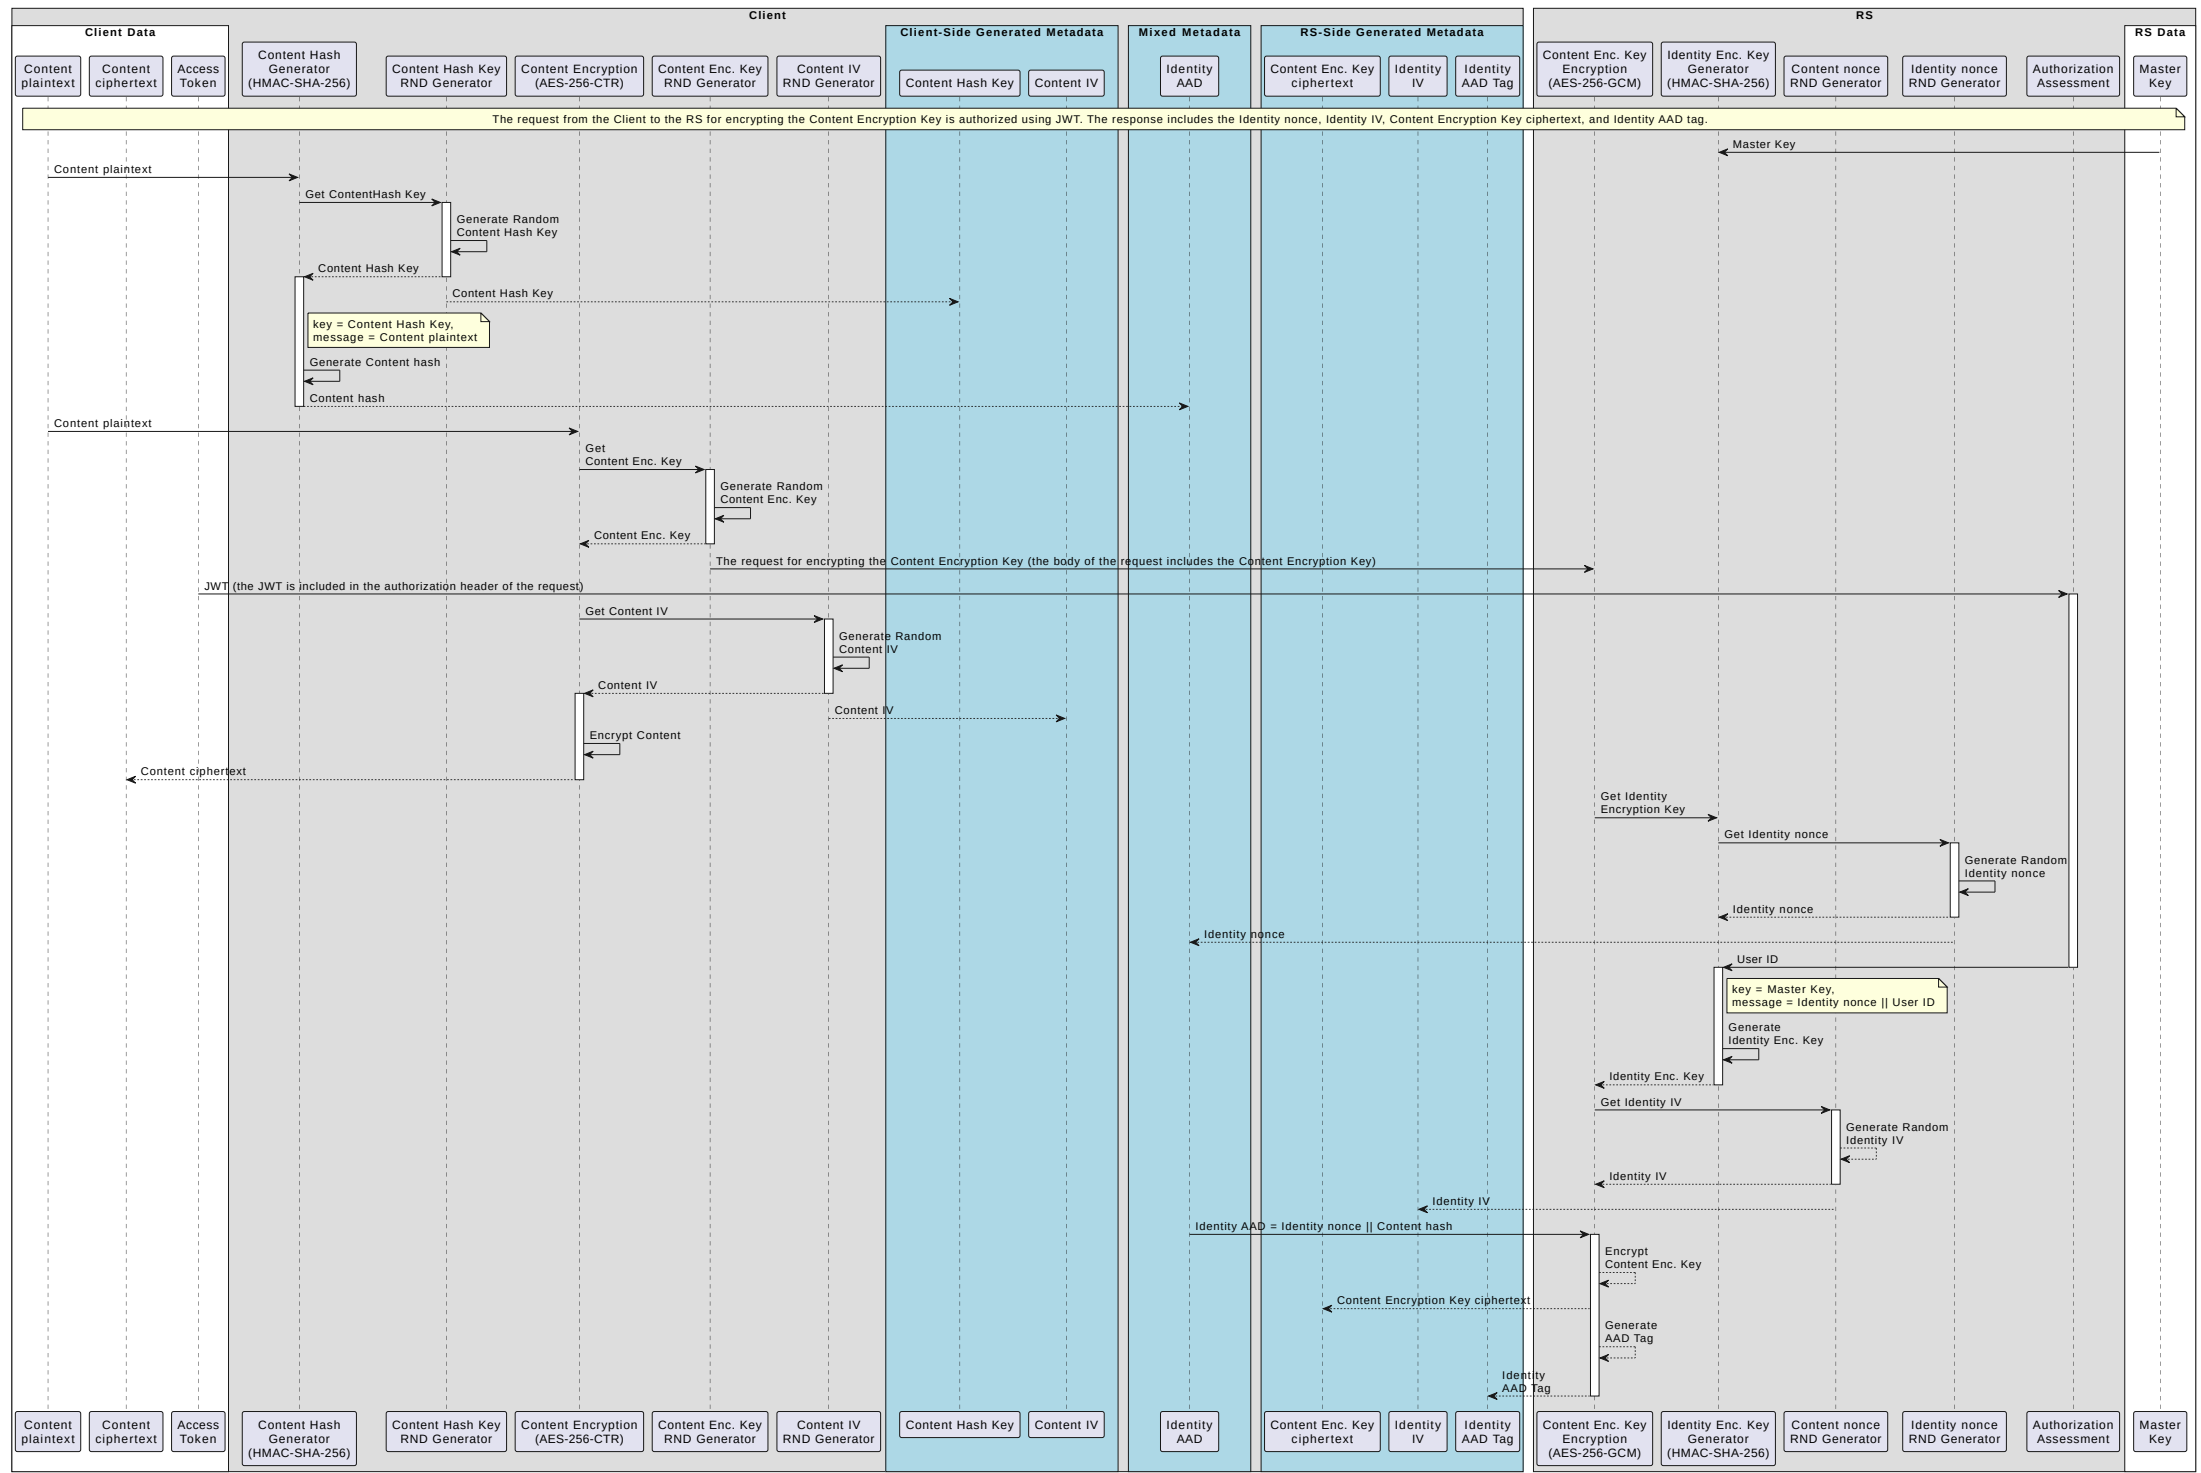 Client
RS
Client Data
Client-Side Generated Metadata
Mixed Metadata
RS-Side Generated Metadata
RS Data
Content
plaintext
Content
ciphertext
Access
Token
Content Hash
Generator
(HMAC-SHA-256)
Content Hash Key
RND Generator
Content Encryption
(AES-256-CTR)
Content Enc. Key
RND Generator
Content IV
RND Generator
Content Hash Key
Content IV
Identity
AAD
Content Enc. Key
ciphertext
Identity
IV
Identity
AAD Tag
Content Enc. Key
Encryption
(AES-256-GCM)
Identity Enc. Key
Generator
(HMAC-SHA-256)
Content nonce
RND Generator
Identity nonce
RND Generator
Authorization
Assessment
Master
Key
The request from the Client to the RS for encrypting the Content Encryption Key is authorized using JWT. The response includes the Identity nonce, Identity IV, Content Encryption Key ciphertext, and Identity AAD tag.
Master Key
Content plaintext
Get ContentHash Key
Generate Random
Content Hash Key
Content Hash Key
Content Hash Key
key = Content Hash Key,
message = Content plaintext
Generate Content hash
Content hash
Content plaintext
Get
Content Enc. Key
Generate Random
Content Enc. Key
Content Enc. Key
The request for encrypting the Content Encryption Key (the body of the request includes the Content Encryption Key)
JWT (the JWT is included in the authorization header of the request)
Get Content IV
Generate Random
Content IV
Content IV
Content IV
Encrypt Content
Content ciphertext
Get Identity
Encryption Key
Get Identity nonce
Generate Random
Identity nonce
Identity nonce
Identity nonce
User ID
key = Master Key,
message = Identity nonce || User ID
Generate
Identity Enc. Key
Identity Enc. Key
Get Identity IV
Generate Random
Identity IV
Identity IV
Identity IV
Identity AAD = Identity nonce || Content hash
Encrypt
Content Enc. Key
Content Encryption Key ciphertext
Generate
AAD Tag
Identity
AAD Tag
Content
plaintext
Content
ciphertext
Access
Token
Content Hash
Generator
(HMAC-SHA-256)
Content Hash Key
RND Generator
Content Encryption
(AES-256-CTR)
Content Enc. Key
RND Generator
Content IV
RND Generator
Content Hash Key
Content IV
Identity
AAD
Content Enc. Key
ciphertext
Identity
IV
Identity
AAD Tag
Content Enc. Key
Encryption
(AES-256-GCM)
Identity Enc. Key
Generator
(HMAC-SHA-256)
Content nonce
RND Generator
Identity nonce
RND Generator
Authorization
Assessment
Master
Key